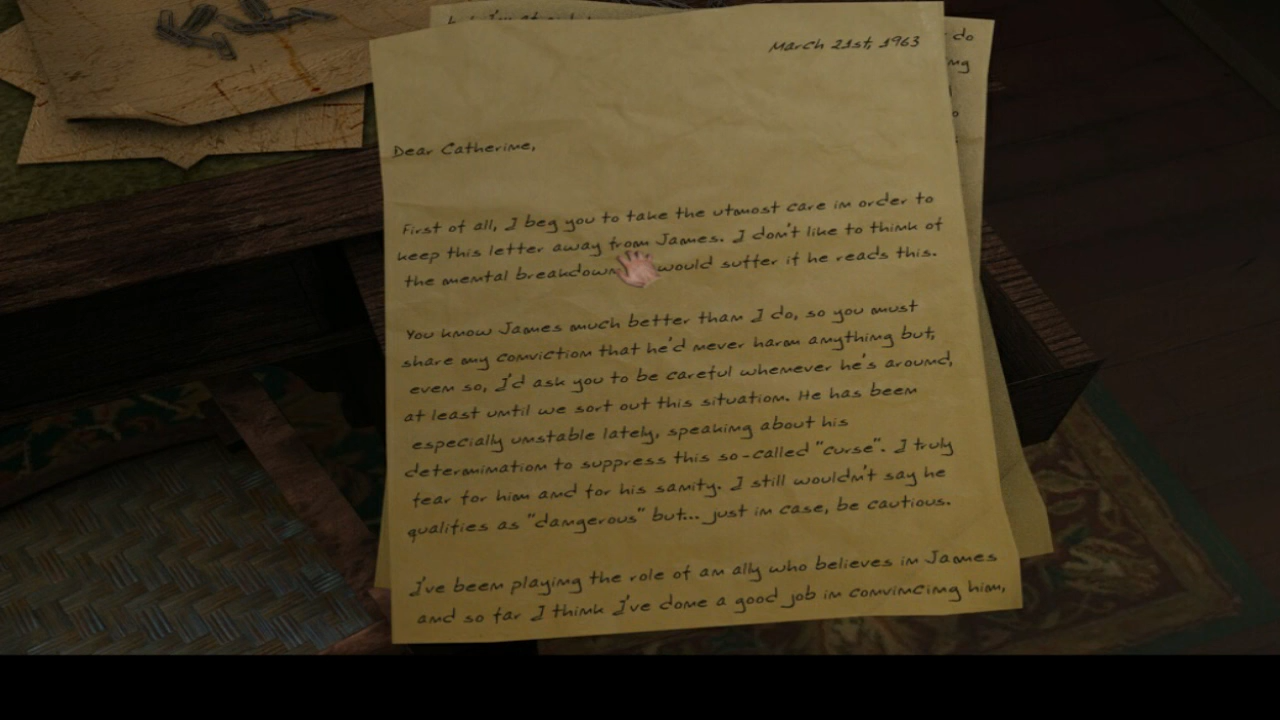 March 21st, 1963
do
Dear Catherine,
First of all, I beg you to take the utmost care in order to
keep this letter away from James. I don't like to think of
the mental breakdown would suffer if he reads this.
You know James much better than I do, so you must
share my conviction that he'd never harm anything but,
even so, I'd ask you to be careful whenever he's around,
at least until we sort out this situation. He has been
especially unstable lately, speaking about his
determination to suppress this so-called "curse". I truly
fear for him and for his sanity. I still wouldn't say he
qualifies as "dangerous" but... just in case, be cautious.
I've been playing the role of an ally who believes in James
and so far I think I've done a good job in convincing him,